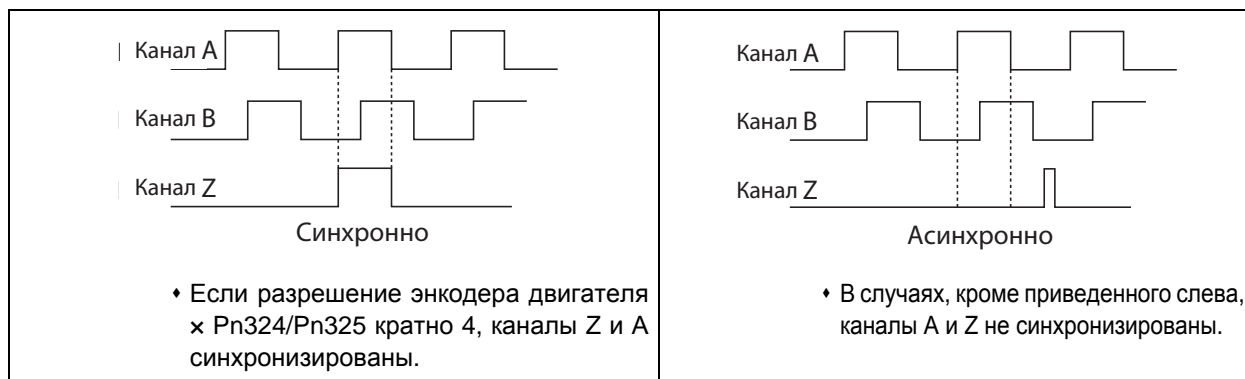 Канал A
Канал B
Канал Z
Синхронно
♦ Если разрешение энкодера двигателя
× Pn324/Pn325 кратно 4, каналы Z и А
синхронизированы.
Канал A
Канал B
Канал Z
Асинхронно
♦ В случаях, кроме приведенного слева,
каналы А и Z не синхронизированы.